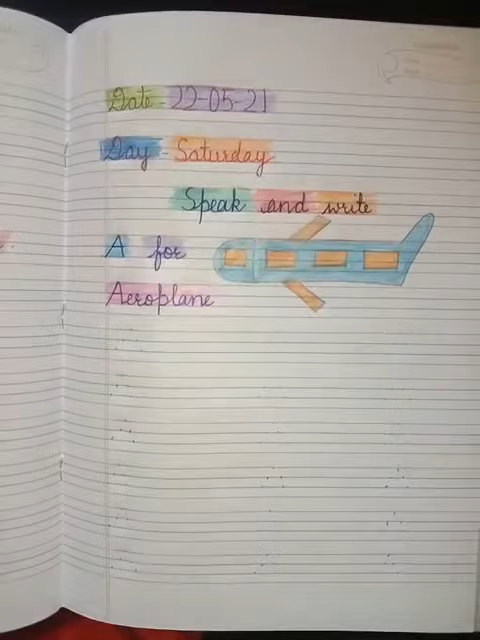 Date - 22-05-21
Day - Saturday
Speak and write
A for
Aeroplane